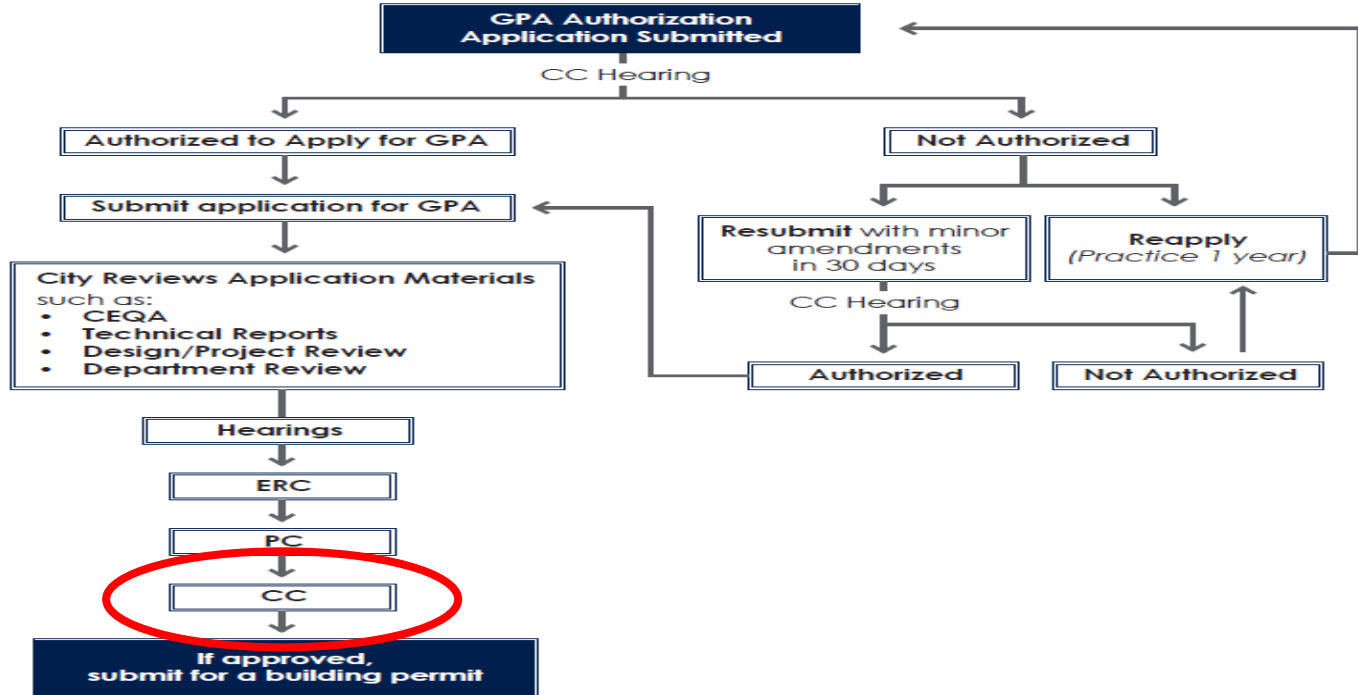 GPA Authorization
Application Submitted
CC Hearing
Authorized to Apply for GPA
Not Authorized
Submit application for GPA
Resubmit with minor
amendments
in 30 days
Reapply
(Practice 1 year)
City Reviews Application Materials
such as:
• CEQA
• Technical Reports
• Design/Project Review
• Department Review
CC Hearing
Authorized
Not Authorized
Hearings
ERC
PC
CC
If approved,
submit for a building permit